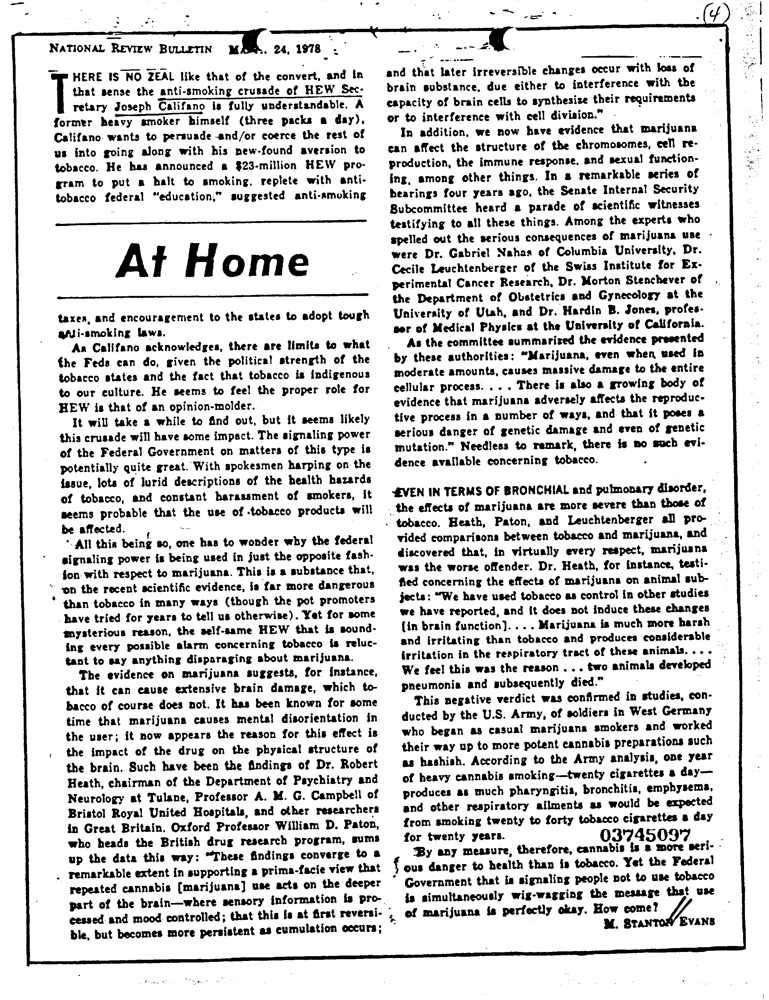 (4)
NATIONAL REVIEW BULLETIN 24, 1978
THERE IS NO ZEAL like that of the convert, and in
that sense the anti-smoking crusade of HEW Sec-
retary Joseph Califano is fully understandable. A
former heavy smoker himself (three packs a day),
Califano wants to persuade and/or coerce the rest of
us into going along with his new-found aversion to
tobacco. He has announced a $23-million HEW pro-
gram to put a halt to smoking, replete with anti-
tobacco federal "education," suggested anti-smoking
At Home
taxes, and encouragement to the states to adopt tough
anti-smoking laws.
As Califano acknowledges, there are limits to what
the Feds can do, given the political strength of the
tobacco states and the fact that tobacco is indigenous
to our culture. He seems to feel the proper role for
HEW is that of an opinion-molder.
It will take a while to find out, but it seems likely
this crusade will have some impact. The signaling power
of the Federal Government on matters of this type is
potentially quite great. With spokesmen harping on the
issue, lots of lurid descriptions of the health hazards
of tobacco, and constant harassment of smokers, it
seems probable that the use of tobacco products will
be affected.
All this being so, one has to wonder why the federal
signaling power is being used in just the opposite fash-
ion with respect to marijuana. This is a substance that,
on the recent scientific evidence, is far more dangerous
than tobacco in many ways (though the pot promoters
have tried for years to tell us otherwise). Yet for some
mysterious reason, the self-same HEW that is sound-
ing every possible alarm concerning tobacco is reluc-
tant to say anything disparaging about marijuana.
The evidence on marijuana suggests, for instance,
that it can cause extensive brain damage, which to-
bacco of course does not. It has been known for some
time that marijuana causes mental disorientation in
the user; it now appears the reason for this effect is
the impact of the drug on the physical structure of
the brain. Such have been the findings of Dr. Robert
Heath, chairman of the Department of Psychiatry and
Neurology at Tulane, Professor A. M. G. Campbell of
Bristol Royal United Hospitals, and other researchers
in Great Britain. Oxford Professor William D. Paton,
who heads the British drug research program, sums
up the data this way: "These findings converge to a
remarkable extent in supporting a prima-facie view that
repeated cannabis [marijuana] use acts on the deeper
part of the brain—where sensory information is pro-
cessed and mood controlled; that this is at first reversi-
ble, but becomes more persistent as cumulation occurs;
and that later irreversible changes occur with loss of
brain substance, due either to interference with the
capacity of brain cells to synthesize their requirements
or to interference with cell division."
In addition, we now have evidence that marijuana
can affect the structure of the chromosomes, cell re-
production, the immune response, and sexual function-
ing, among other things. In a remarkable series of
hearings four years ago, the Senate Internal Security
Subcommittee heard a parade of scientific witnesses
testifying to all these things. Among the experts who
spelled out the serious consequences of marijuana use
were Dr. Gabriel Nahas of Columbia University, Dr.
Cecile Leuchtenberger of the Swiss Institute for Ex-
perimental Cancer Research, Dr. Morton Stenchever of
the Department of Obstetrics and Gynecology at the
University of Utah, and Dr. Hardin B. Jones, profes-
sor of Medical Physics at the University of California.
As the committee summarized the evidence presented
by these authorities: "Marijuana, even when used in
moderate amounts, causes massive damage to the entire
cellular process. . . . There is also a growing body of
evidence that marijuana adversely affects the reproduc-
tive process in a number of ways, and that it poses a
serious danger of genetic damage and even of genetic
mutation." Needless to remark, there is no such evi-
dence available concerning tobacco.
EVEN IN TERMS OF BRONCHIAL and pulmonary disorder,
the effects of marijuana are more severe than those of
tobacco. Heath, Paton, and Leuchtenberger all pro-
vided comparisons between tobacco and marijuana, and
discovered that, in virtually every respect, marijuana
was the worse offender. Dr. Heath, for instance, testi-
fied concerning the effects of marijuana on animal sub-
jects: "We have used tobacco as control in other studies
we have reported, and it does not induce these changes
[in brain function]. . . . Marijuana is much more harsh
and irritating than tobacco and produces considerable
irritation in the respiratory tract of these animals. . . .
We feel this was the reason . . . two animals developed
pneumonia and subsequently died."
This negative verdict was confirmed in studies, con-
ducted by the U.S. Army, of soldiers in West Germany
who began as casual marijuana smokers and worked
their way up to more potent cannabis preparations such
as hashish. According to the Army analysis, one year
of heavy cannabis smoking—twenty cigarettes a day—
produces as much pharyngitis, bronchitis, emphysema,
and other respiratory ailments as would be expected
from smoking twenty to forty tobacco cigarettes a day
for twenty years.
03745097
By any measure, therefore, cannabis is a more seri-
ous danger to health than is tobacco. Yet the Federal
Government that is signaling people not to use tobacco
is simultaneously wig-wagging the message that use
of marijuana is perfectly okay. How come?
M. STANTON EVANS